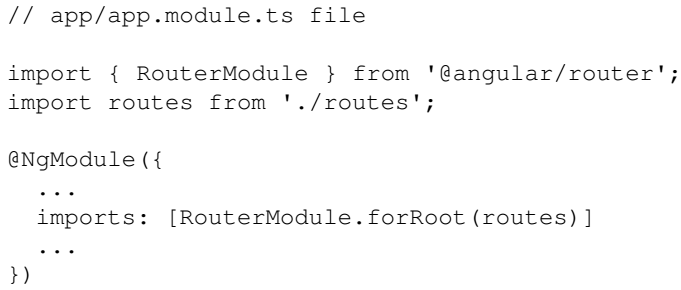 // app/app.module.ts file
import { RouterModule } from '@angular/router';
import routes from './routes';
@NgModule({
...
imports: [RouterModule.forRoot(routes)]
...
})